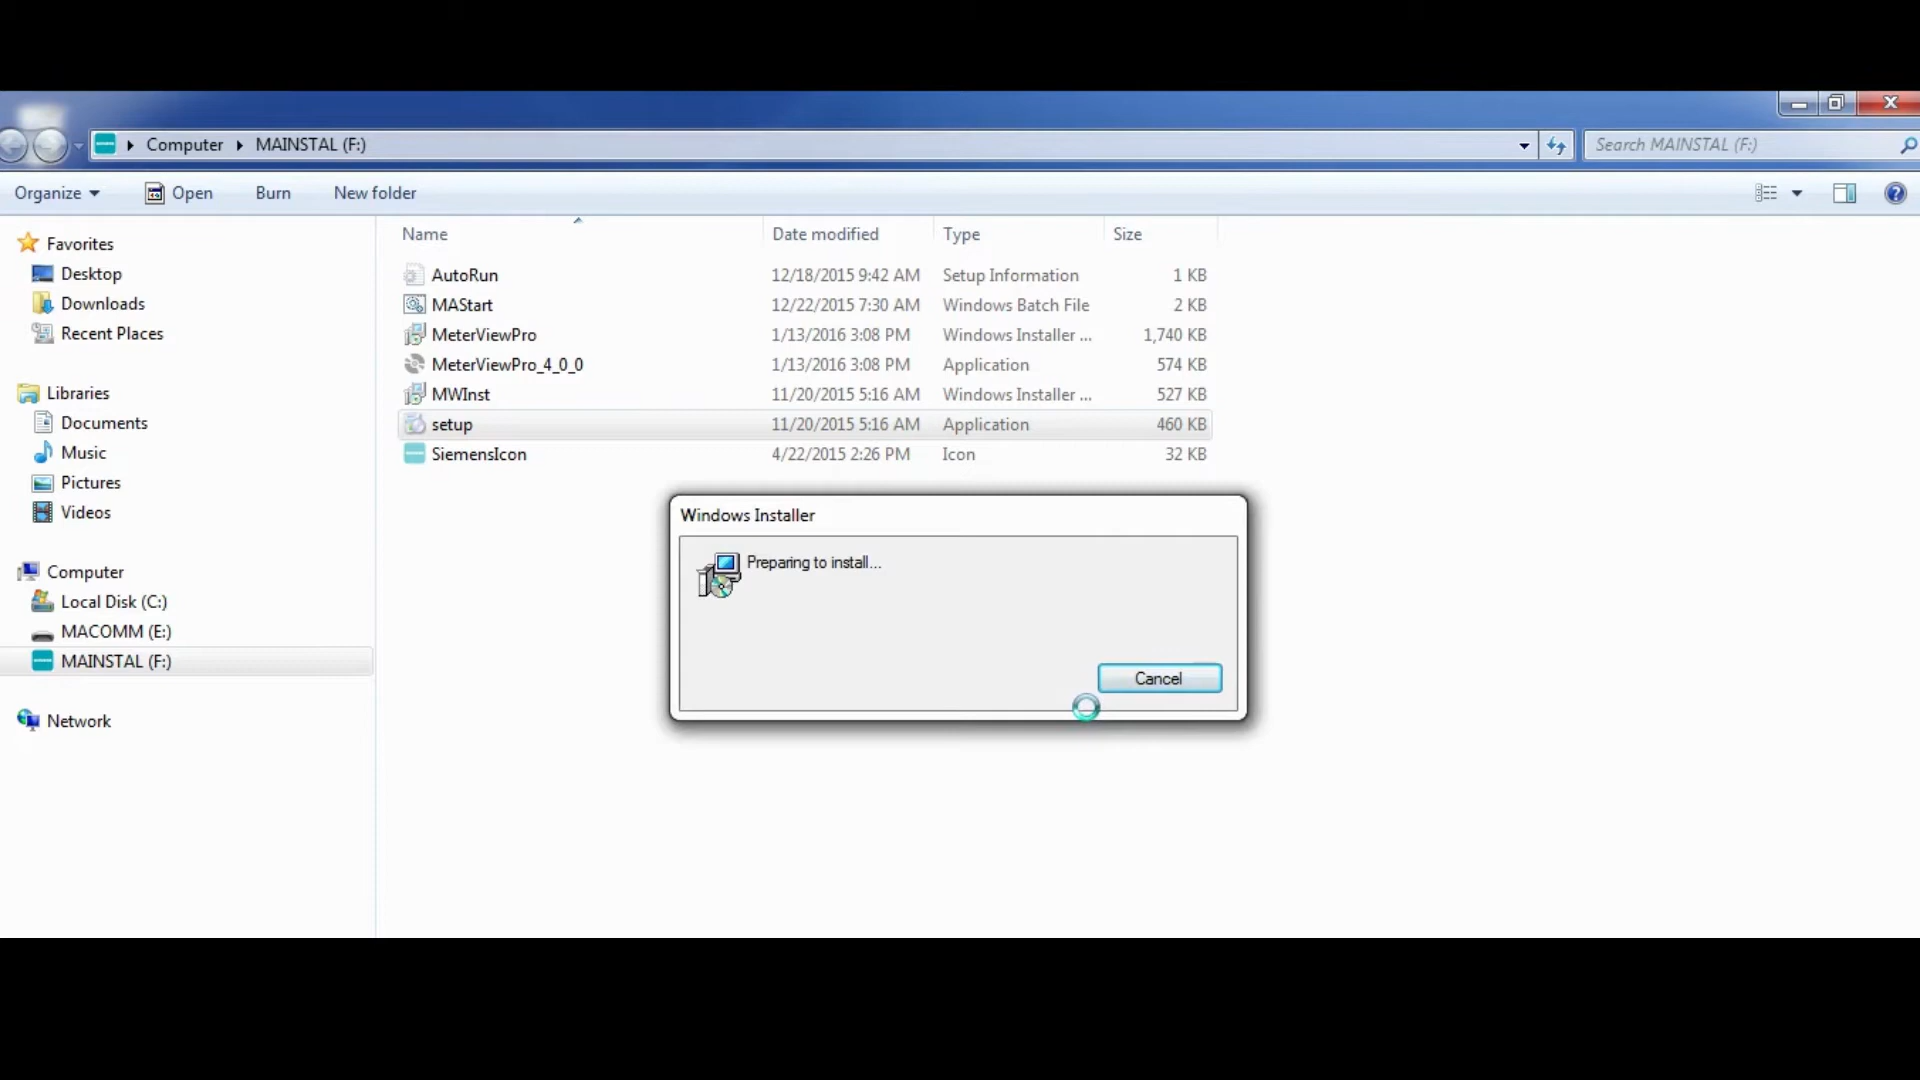 Computer MAINSTAL (F:)
Search MAINSTAL (F:)
Organize Open Burn New folder
Name Date modified Type Size
Favorites
Desktop
Downloads
Recent Places
Libraries
Documents
Music
Pictures
Videos
Computer
Local Disk (C:)
MACOMM (E:)
MAINSTAL (F:)
Network
AutoRun 12/18/2015 9:42 AM Setup Information 1 KB
MAStart 12/22/2015 7:30 AM Windows Batch File 2 KB
MeterViewPro 1/13/2016 3:08 PM Windows Installer ... 1,740 KB
MeterViewPro_4_0_0 1/13/2016 3:08 PM Application 574 KB
MWInst 11/20/2015 5:16 AM Windows Installer ... 527 KB
setup 11/20/2015 5:16 AM Application 460 KB
SiemensIcon 4/22/2015 2:26 PM Icon 32 KB
Windows Installer
Preparing to install...
Cancel